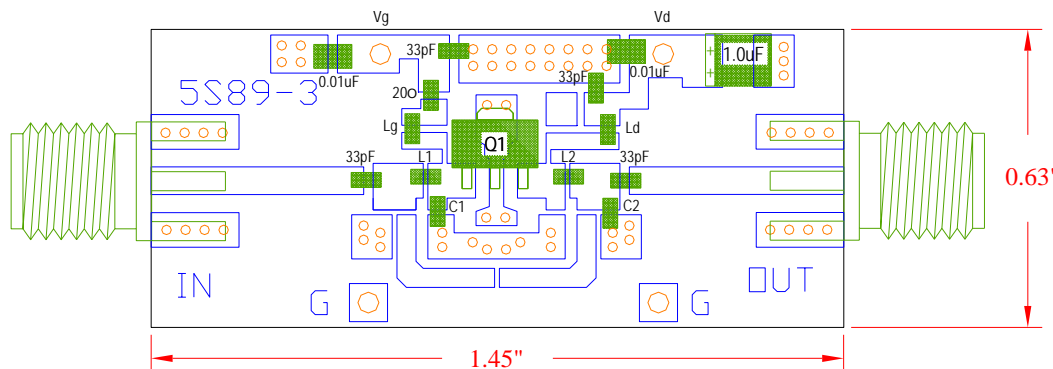 Vg Vd
33pF 1.0uF
0.01uF 33pF 0.01uF
5S89-3 20O
Lg Q1 Ld
33pF L1 L2 33pF
C1 C2
0.63"
IN OUT
G G
1.45"